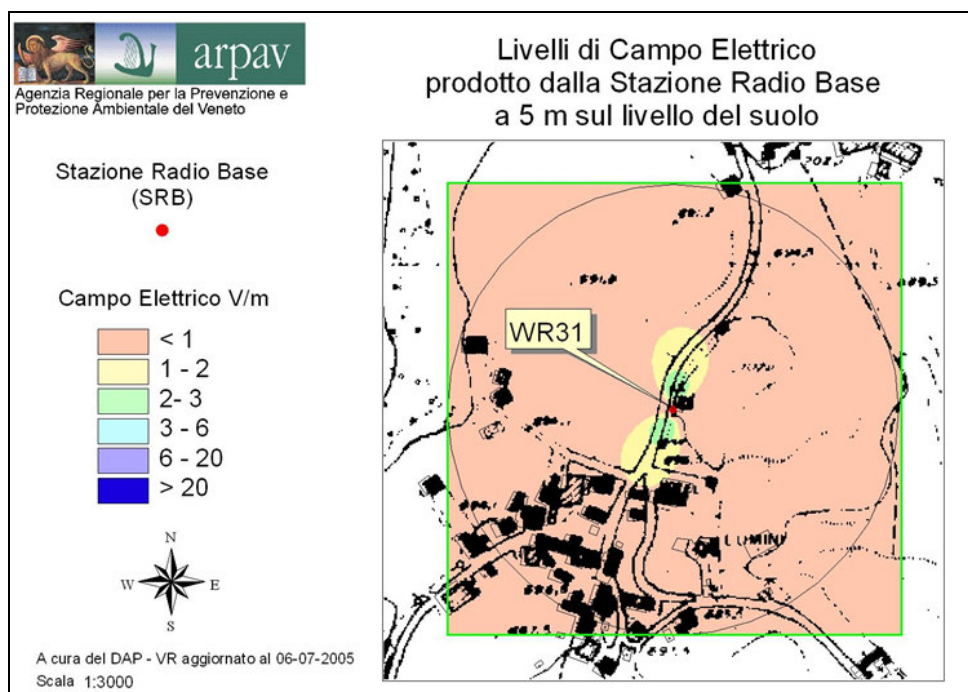 arpav
Agenzia Regionale per la Prevenzione e
Protezione Ambientale del Veneto
Livelli di Campo Elettrico
prodotto dalla Stazione Radio Base
a 5 m sul livello del suolo
Stazione Radio Base
(SRB)
Campo Elettrico V/m
< 1
1 - 2
2- 3
3 - 6
6 - 20
> 20
N
W E
S
WR31
LUMINI
A cura del DAP - VR aggiornato al 06-07-2005
Scala 1:3000